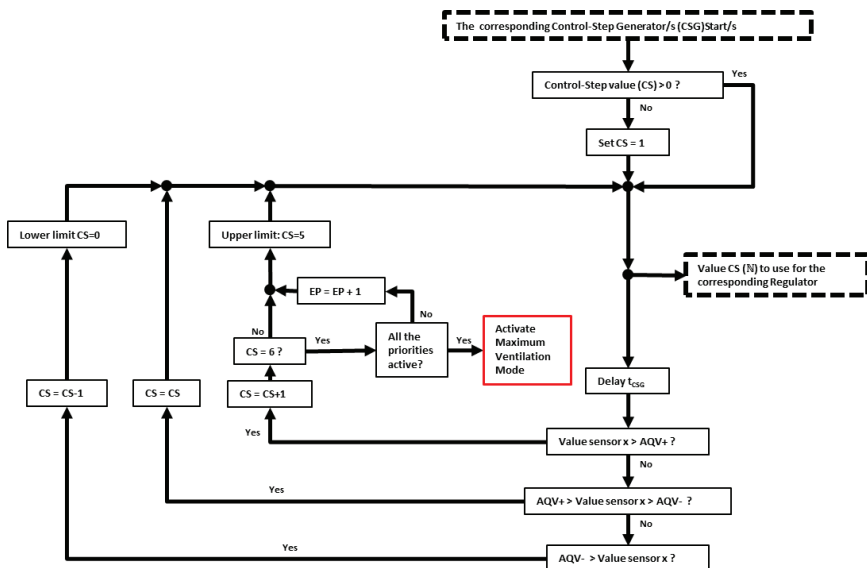 The corresponding Control-Step Generator/s (CSG)Start/s
Control-Step value (CS) >0 ?
Yes
No
Set CS = 1
Lower limit CS=0
Upper limit: CS=5
Value CS (ℕ) to use for the
corresponding Regulator
EP = EP + 1
No
No
CS = 6 ?
Yes
All the
priorities
active?
Yes
Activate
Maximum
Ventilation
Mode
CS = CS-1
CS = CS
CS = CS+1
Delay tCSG
Yes
Value sensor x > AQV+ ?
No
Yes
AQV+ > Value sensor x > AQV- ?
No
Yes
AQV- > Value sensor x ?